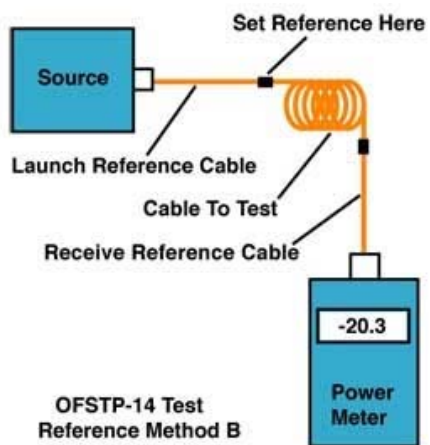 Set Reference Here
Source
Launch Reference Cable
Cable To Test
Receive Reference Cable
-20.3
Power
Meter
OFSTP-14 Test
Reference Method B